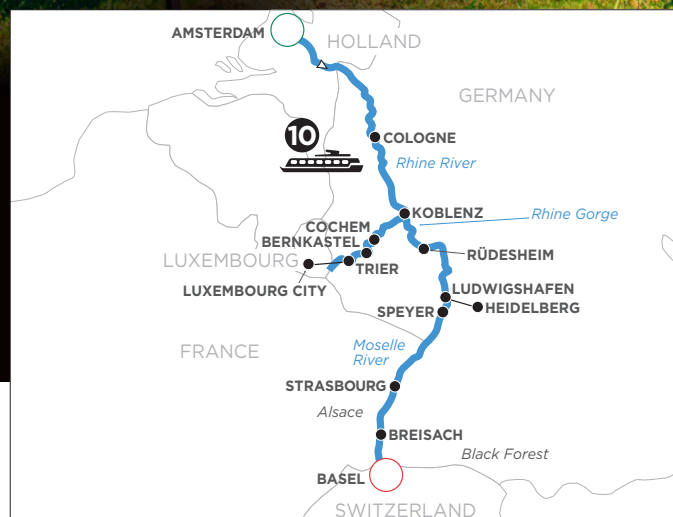 AMSTERDAM
HOLLAND
GERMANY
10
COLOGNE
Rhine River
KOBLENZ
Rhine Gorge
COCHEM
BERNKASTEL
LUXEMBOURG
TRIER
RÜDESHEIM
LUXEMBOURG CITY
LUDWIGSHAFEN
HEIDELBERG
SPEYER
FRANCE
Moselle
River
STRASBOURG
Alsace
BREISACH
Black Forest
BASEL
SWITZERLAND